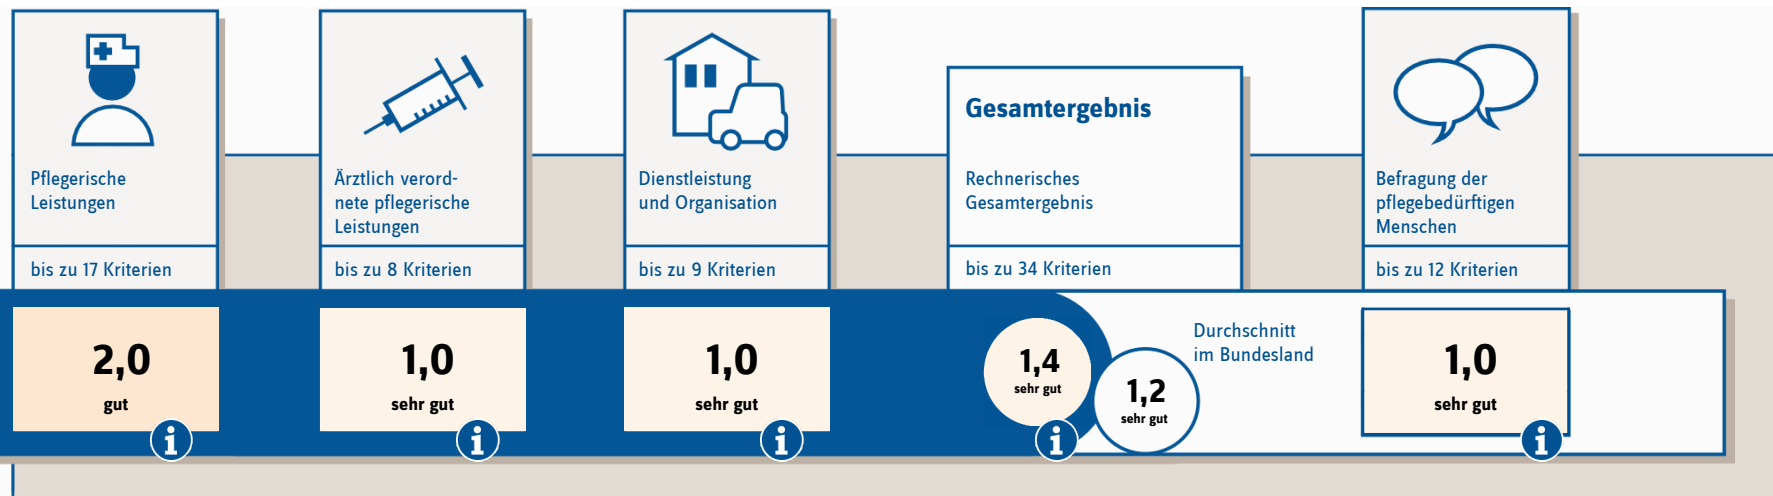 Pflegerische
Leistungen
bis zu 17 Kriterien
2,0
gut
i
Ärztlich verord-
nete pflegerische
Leistungen
bis zu 8 Kriterien
1,0
sehr gut
i
Dienstleistung
und Organisation
bis zu 9 Kriterien
1,0
sehr gut
i
Gesamtergebnis
Rechnerisches
Gesamtergebnis
bis zu 34 Kriterien
1,4
sehr gut
i
1,2
sehr gut
Durchschnitt
im Bundesland
Befragung der
pflegebedürftigen
Menschen
bis zu 12 Kriterien
1,0
sehr gut
i